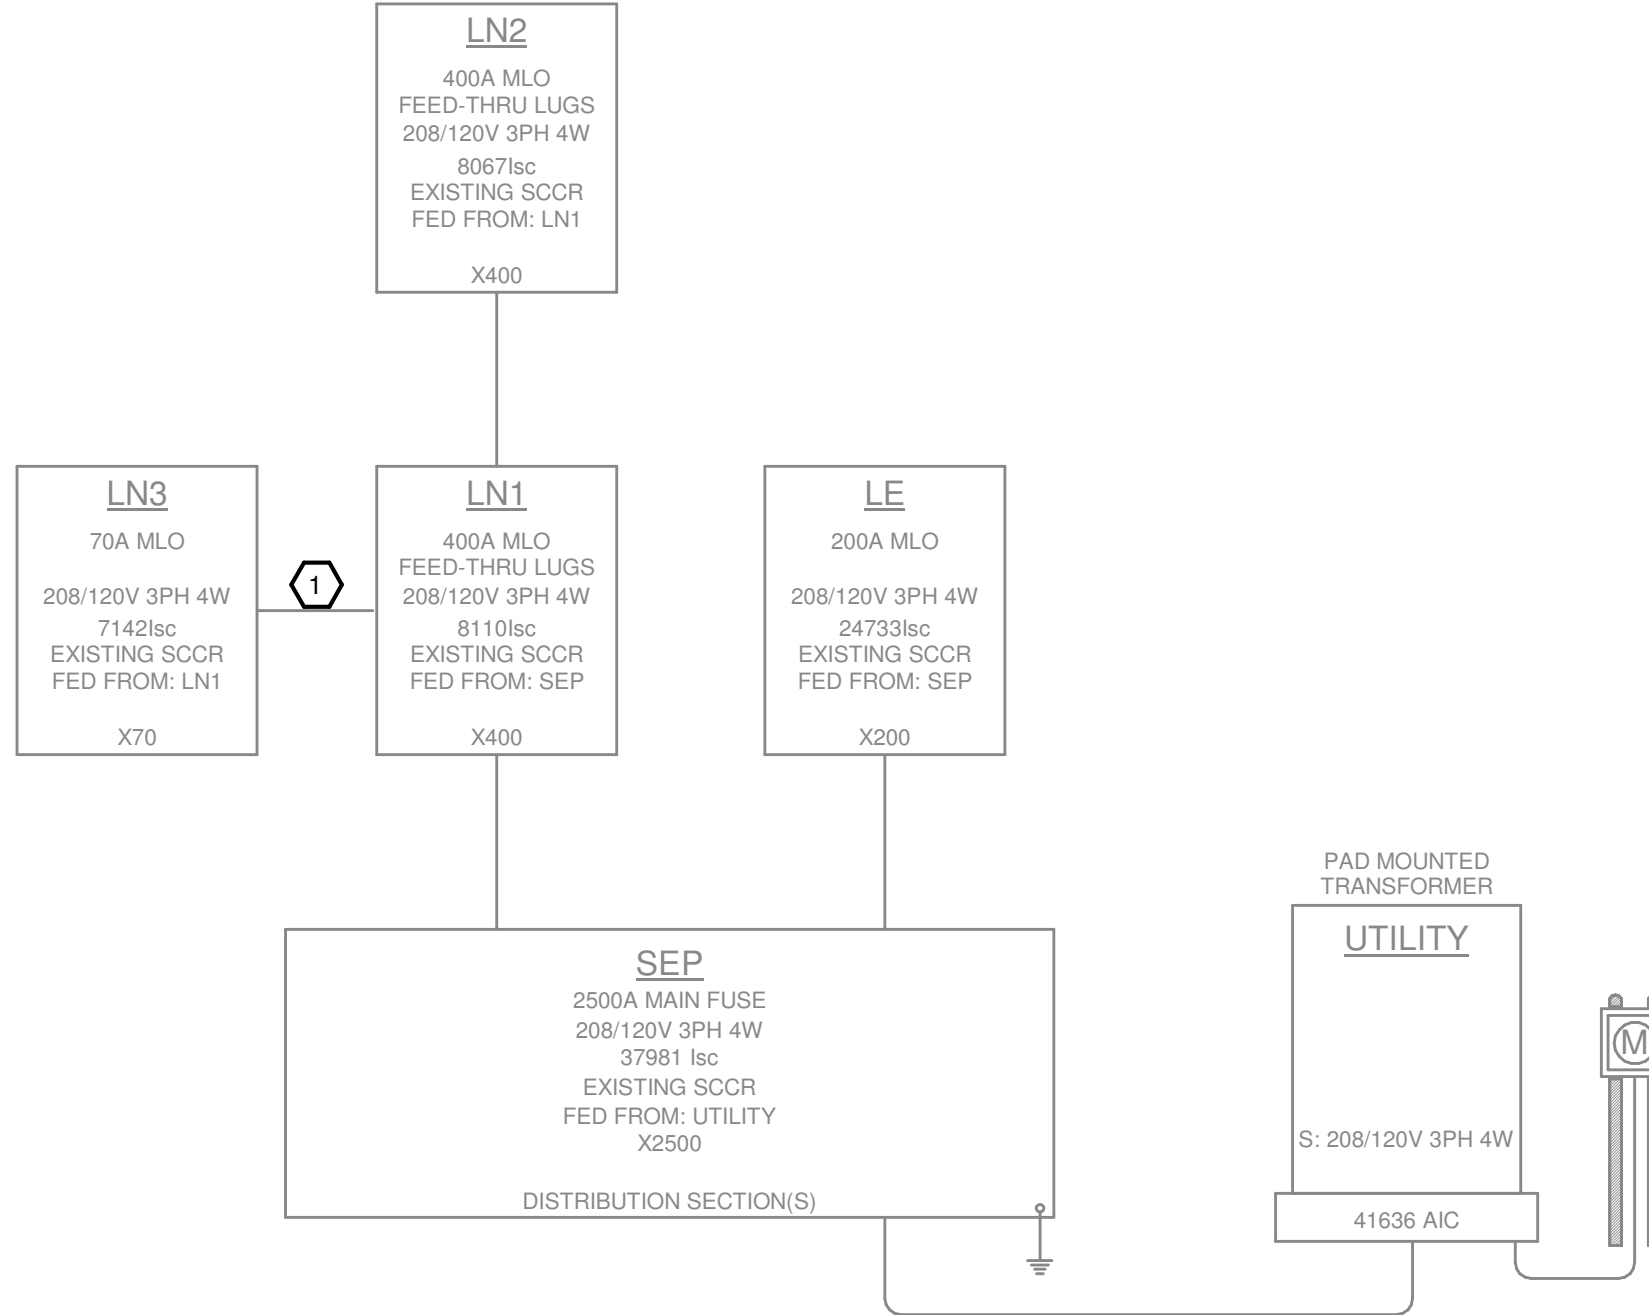 LN2
400A MLO
FEED-THRU LUGS
208/120V 3PH 4W
8067Isc
EXISTING SCCR
FED FROM: LN1
X400
LN3
70A MLO
208/120V 3PH 4W
7142Isc
EXISTING SCCR
FED FROM: LN1
X70
1
LN1
400A MLO
FEED-THRU LUGS
208/120V 3PH 4W
8110Isc
EXISTING SCCR
FED FROM: SEP
X400
LE
200A MLO
208/120V 3PH 4W
24733Isc
EXISTING SCCR
FED FROM: SEP
X200
SEP
2500A MAIN FUSE
208/120V 3PH 4W
37981 Isc
EXISTING SCCR
FED FROM: UTILITY
X2500
DISTRIBUTION SECTION(S)
PAD MOUNTED
TRANSFORMER
UTILITY
S: 208/120V 3PH 4W
41636 AIC
M